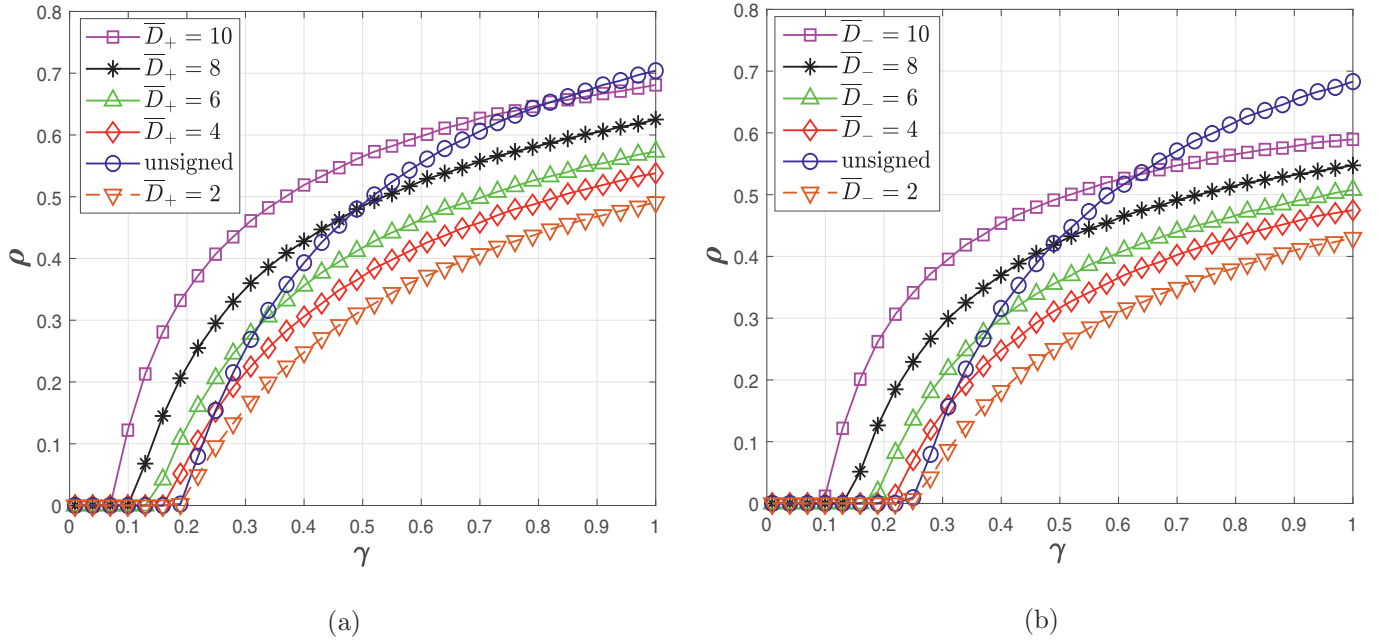 D̅₊ = 10
D̅₊ = 8
D̅₊ = 6
D̅₊ = 4
unsigned
D̅₊ = 2
0.8
0.7
0.6
0.5
0.4
0.3
0.2
0.1
0
ρ
0 0.1 0.2 0.3 0.4 0.5 0.6 0.7 0.8 0.9 1
γ
(a)
D̅₋ = 10
D̅₋ = 8
D̅₋ = 6
D̅₋ = 4
unsigned
D̅₋ = 2
0.8
0.7
0.6
0.5
0.4
0.3
0.2
0.1
0
ρ
0 0.1 0.2 0.3 0.4 0.5 0.6 0.7 0.8 0.9 1
γ
(b)